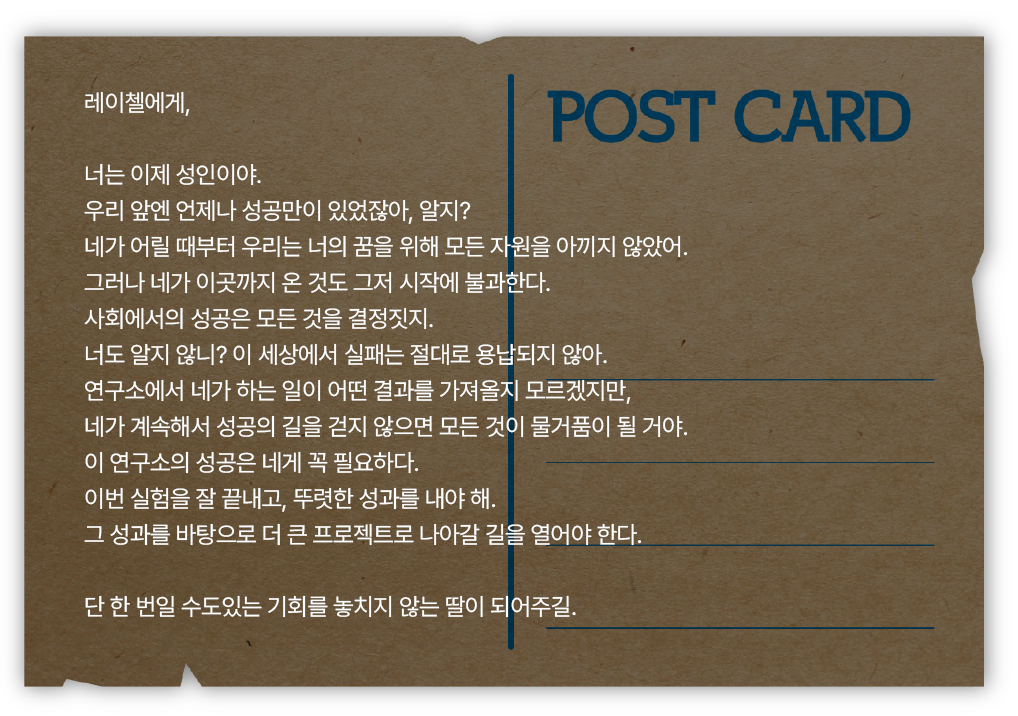 POST CARD
레이첼에게,
너는 이제 성인이야.
우리 앞엔 언제나 성공만이 있었잖아, 알지?
네가 어릴 때부터 우리는 너의 꿈을 위해 모든 자원을 아끼지 않았어.
그러나 네가 이곳까지 온 것도 그저 시작에 불과한다.
사회에서의 성공은 모든 것을 결정짓지.
너도 알지 않니? 이 세상에서 실패는 절대로 용납되지 않아.
연구소에서 네가 하는 일이 어떤 결과를 가져올지 모르겠지만,
네가 계속해서 성공의 길을 걷지 않으면 모든 것이 물거품이 될 거야.
이 연구소의 성공은 네게 꼭 필요하다.
이번 실험을 잘 끝내고, 뚜렷한 성과를 내야 해.
그 성과를 바탕으로 더 큰 프로젝트로 나아갈 길을 열어야 한다.
단 한 번일 수도있는 기회를 놓치지 않는 딸이 되어주길.